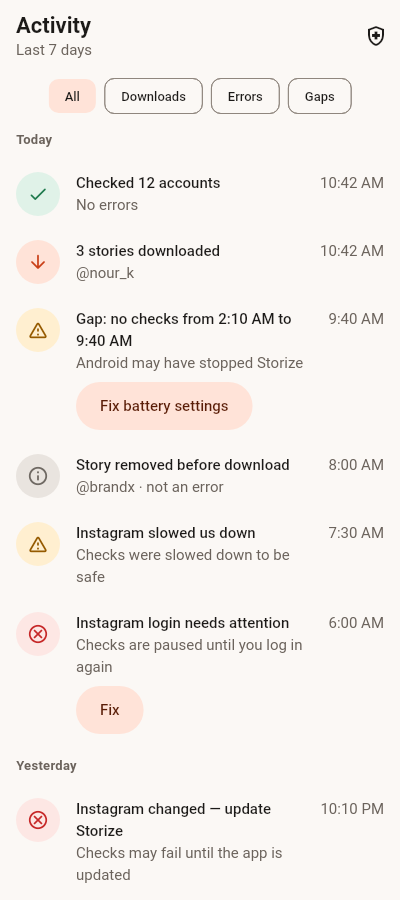 Activity
Last 7 days
All
Downloads
Errors
Gaps
Today
Checked 12 accounts
10:42 AM
No errors
3 stories downloaded
10:42 AM
@nour_k
Gap: no checks from 2:10 AM to
9:40 AM
9:40 AM
Android may have stopped Storize
Fix battery settings
Story removed before download
8:00 AM
@brandx · not an error
Instagram slowed us down
7:30 AM
Checks were slowed down to be
safe
Instagram login needs attention
6:00 AM
Checks are paused until you log in
again
Fix
Yesterday
Instagram changed — update
10:10 PM
Storize
Checks may fail until the app is
updated